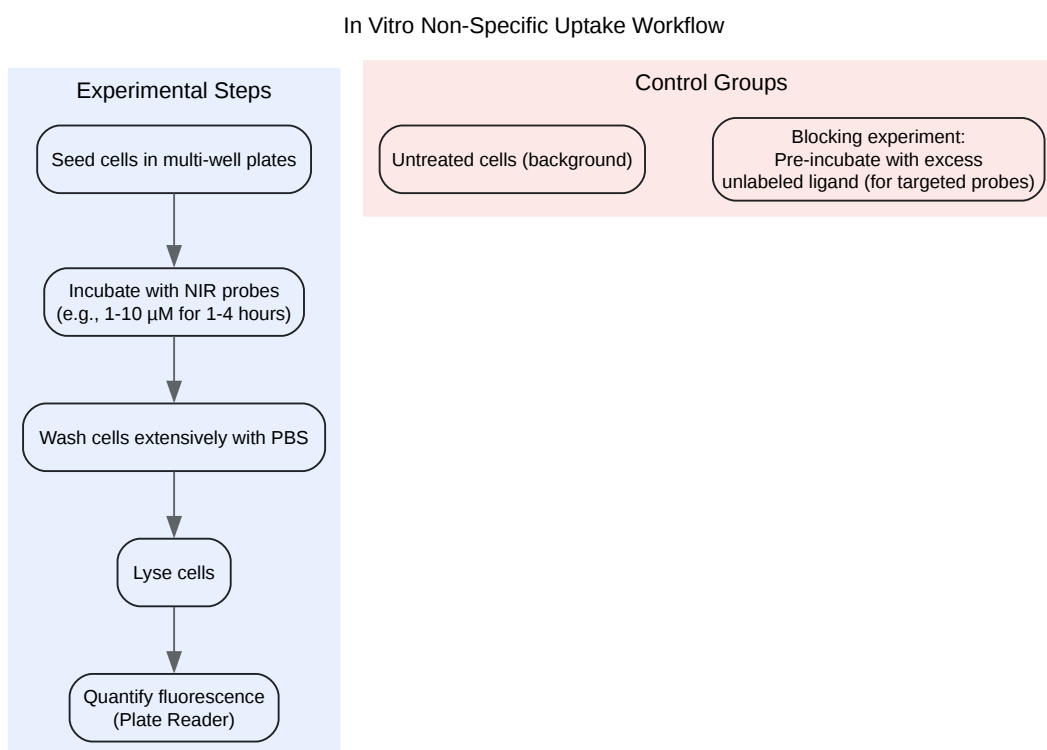 In Vitro Non-Specific Uptake Workflow
Experimental Steps
Seed cells in multi-well plates
Incubate with NIR probes
(e.g., 1-10 µM for 1-4 hours)
Wash cells extensively with PBS
Lyse cells
Quantify fluorescence
(Plate Reader)
Control Groups
Untreated cells (background)
Blocking experiment:
Pre-incubate with excess
unlabeled ligand (for targeted probes)